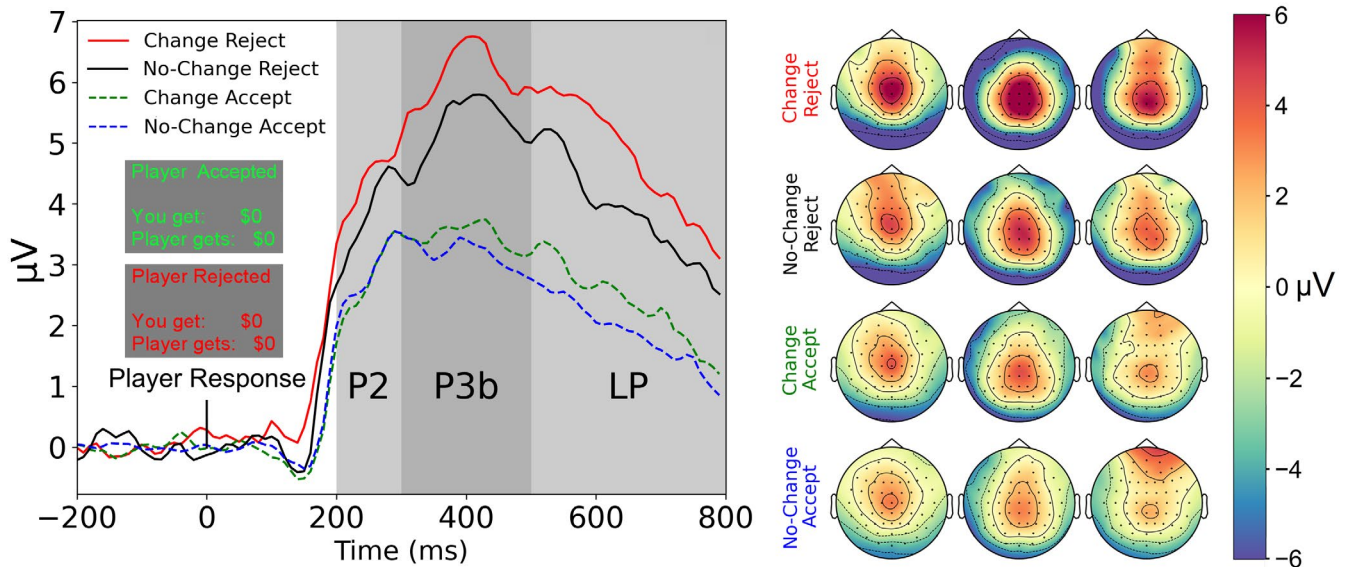 7
6
5
4
3
2
1
0
µV
Change Reject
No-Change Reject
Change Accept
No-Change Accept
Player Accepted
You get: $0
Player gets: $0
Player Rejected
You get: $0
Player gets: $0
Player Response
P2
P3b
LP
−200
0
200
400
600
800
Time (ms)
Change
Reject
No-Change
Reject
Change
Accept
No-Change
Accept
6
4
2
0
−2
−4
−6
µV